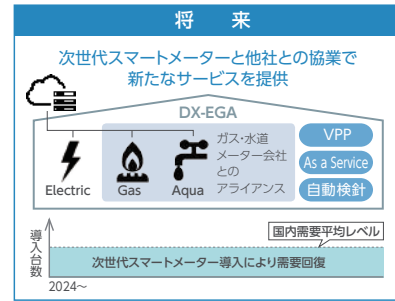 将　来
次世代スマートメーターと他社との協業で
新たなサービスを提供
DX-EGA
Electric
Gas
Aqua
ガス・水道
メーター会社
との
アライアンス
VPP
As a Service
自動検針
導入台数
国内需要平均レベル
次世代スマートメーター導入により需要回復
2024～